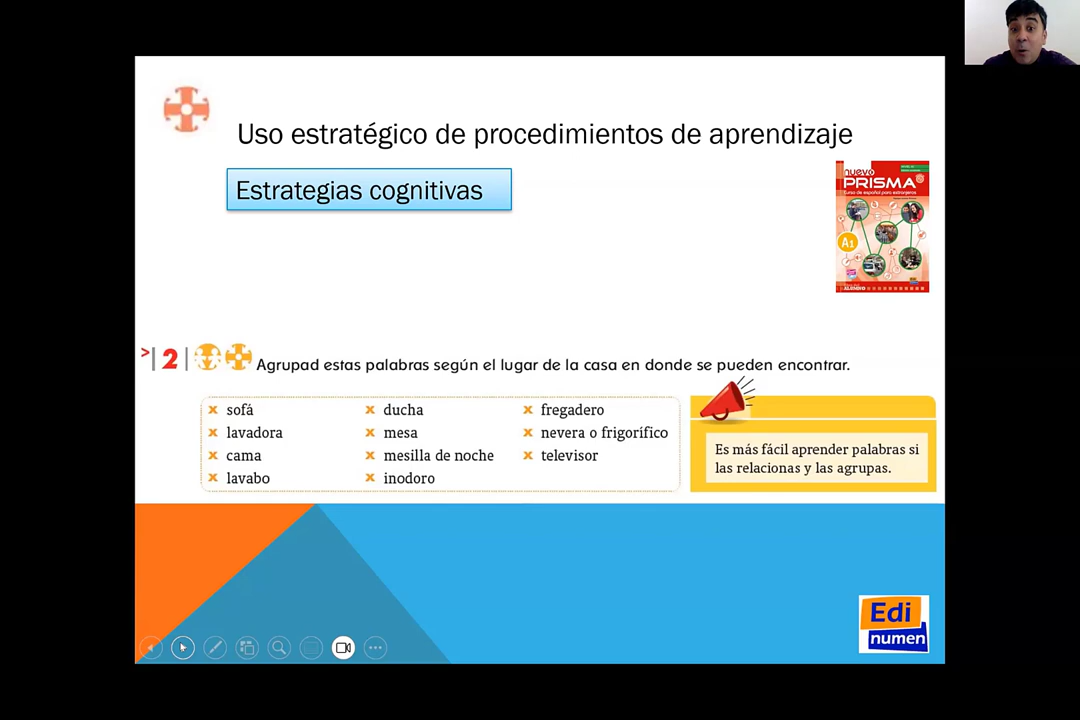 Uso estratégico de procedimientos de aprendizaje
Estrategias cognitivas
nuevo
PRISMA
Curso de español para extranjeros
A1
>| 2 |
Agrupad estas palabras según el lugar de la casa en donde se pueden encontrar.
x sofá
x lavadora
x cama
x lavabo
x ducha
x mesa
x mesilla de noche
x inodoro
x fregadero
x nevera o frigorífico
x televisor
Es más fácil aprender palabras si
las relacionas y las agrupas.
Edi
numen